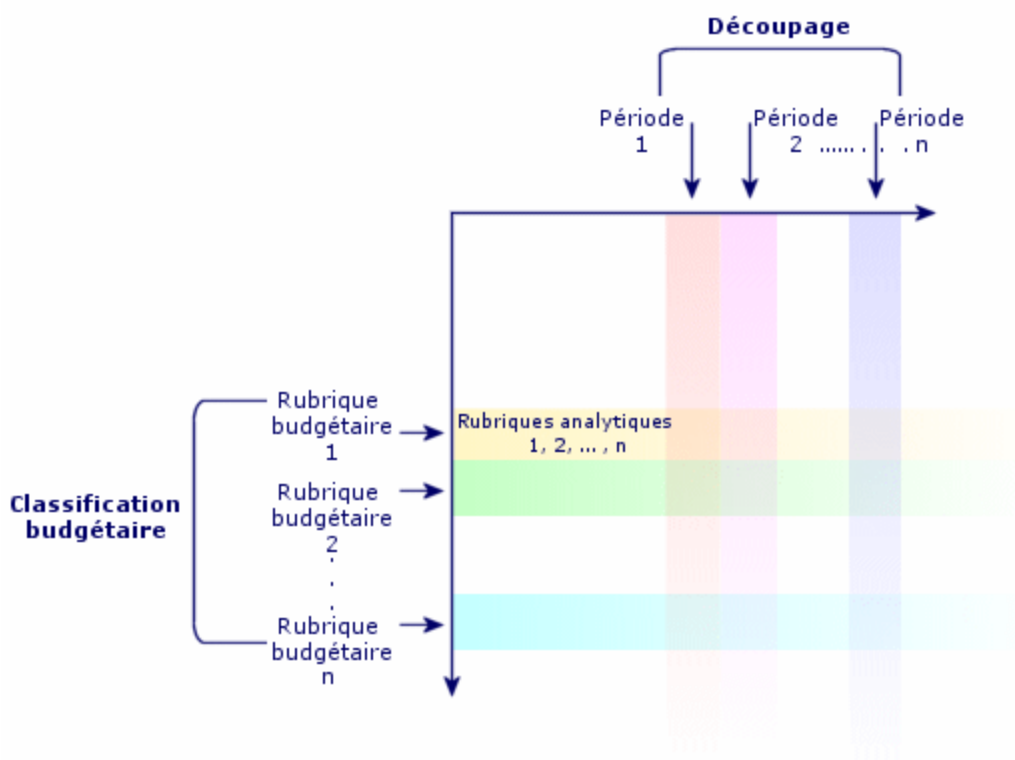 Découpage
Période Période Période
1 2 ...... . . . n
Rubrique
budgétaire
1
Rubriques analytiques
1, 2, ... , n
Classification
budgétaire
Rubrique
budgétaire
2
.
.
.
Rubrique
budgétaire
n